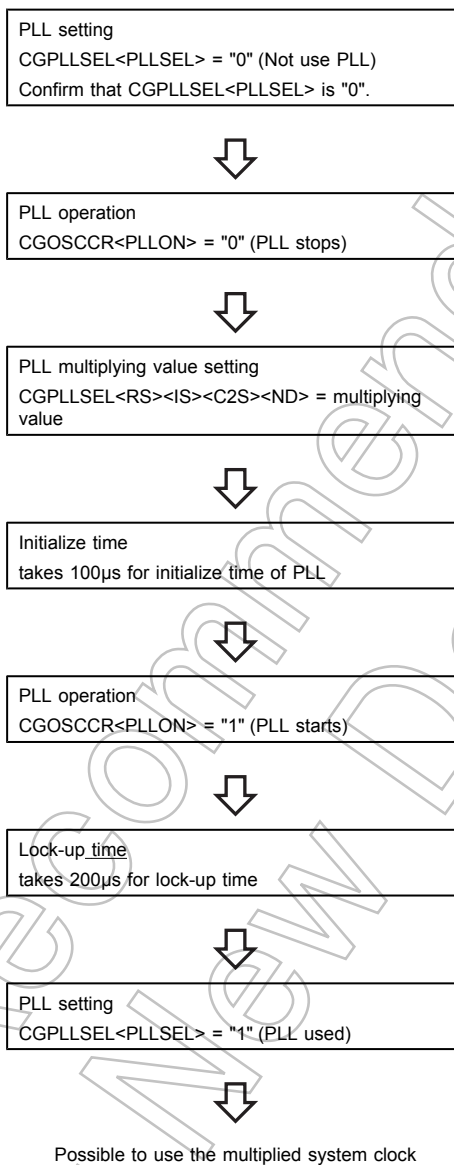 PLL setting
CGPLLSEL<PLLSEL> = "0" (Not use PLL)
Confirm that CGPLLSEL<PLLSEL> is "0".
PLL operation
CGOSCCR<PLLON> = "0" (PLL stops)
PLL multiplying value setting
CGPLLSEL<RS><IS><C2S><ND> = multiplying
value
Initialize time
takes 100µs for initialize time of PLL
PLL operation
CGOSCCR<PLLON> = "1" (PLL starts)
Lock-up time
takes 200µs for lock-up time
PLL setting
CGPLLSEL<PLLSEL> = "1" (PLL used)
Possible to use the multiplied system clock